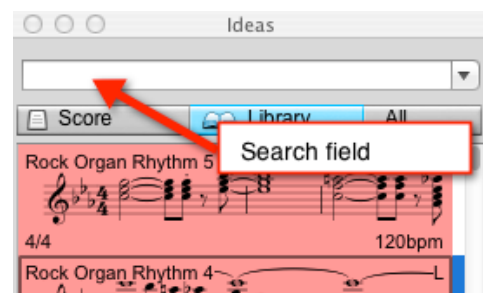 Ideas
Score Library All
Search field
Rock Organ Rhythm 5
4/4 120bpm
Rock Organ Rhythm 4 L